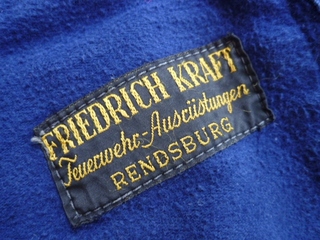 FRIEDRICH KRAFT
Feuerwehr-Ausrüstungen
RENDSBURG